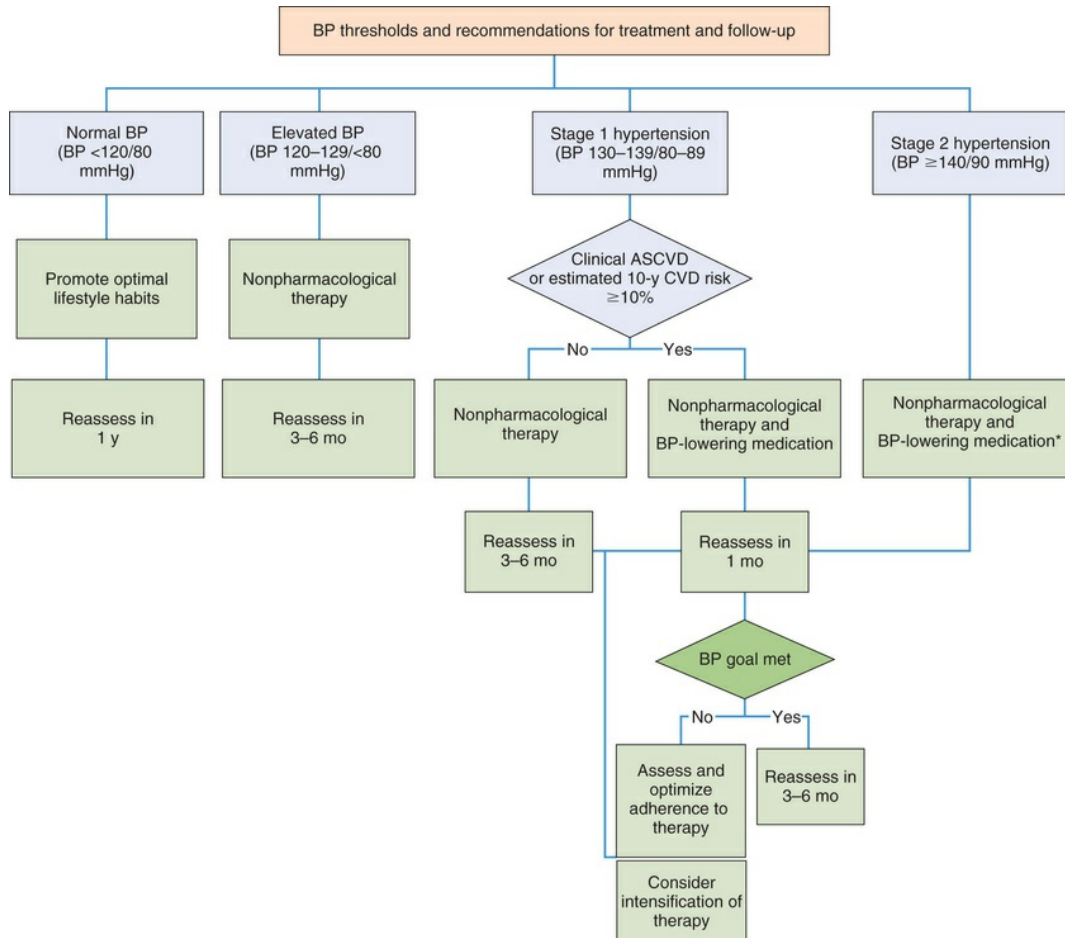 BP thresholds and recommendations for treatment and follow-up
Normal BP
(BP <120/80
mmHg)
Elevated BP
(BP 120–129/<80
mmHg)
Stage 1 hypertension
(BP 130–139/80–89
mmHg)
Stage 2 hypertension
(BP ≥140/90 mmHg)
Promote optimal
lifestyle habits
Nonpharmacological
therapy
Clinical ASCVD
or estimated 10-y CVD risk
≥10%
No
Yes
Reassess in
1 y
Reassess in
3–6 mo
Nonpharmacological
therapy
Nonpharmacological
therapy and
BP-lowering medication
Nonpharmacological
therapy and
BP-lowering medication*
Reassess in
3–6 mo
Reassess in
1 mo
BP goal met
No
Yes
Assess and
optimize
adherence to
therapy
Reassess in
3–6 mo
Consider
intensification of
therapy